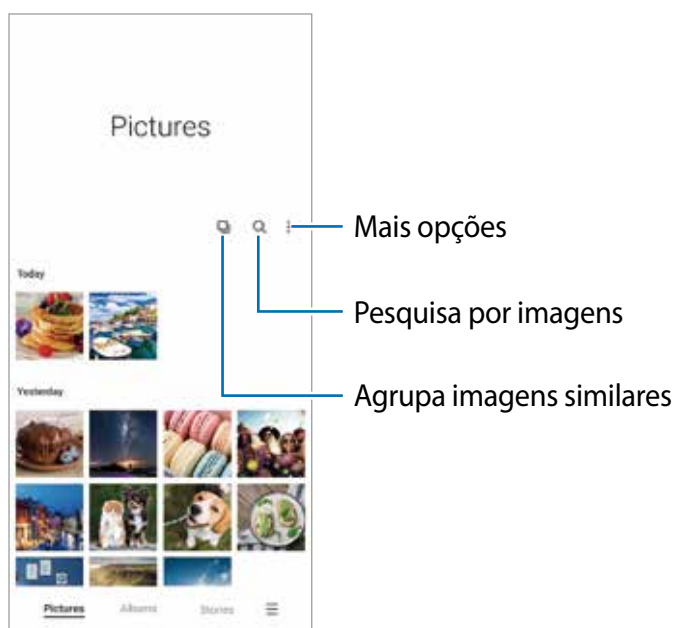 Pictures
Mais opções
Today
Pesquisa por imagens
Yesterday
Agrupa imagens similares
Pictures Albums Stories